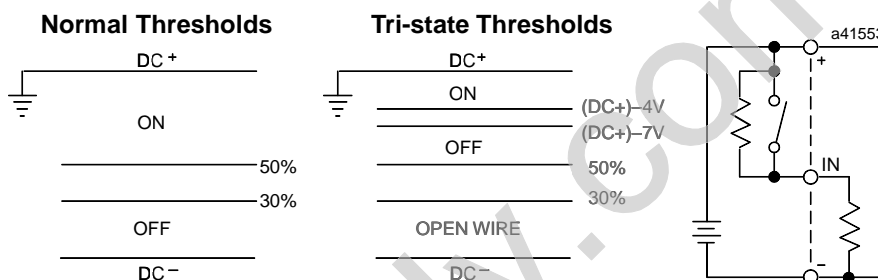 Normal Thresholds
DC +
ON
50%
30%
OFF
DC –
Tri-state Thresholds
DC+
ON
(DC+)–4V
(DC+)–7V
OFF
50%
30%
OPEN WIRE
DC–
a41553
+
IN
–